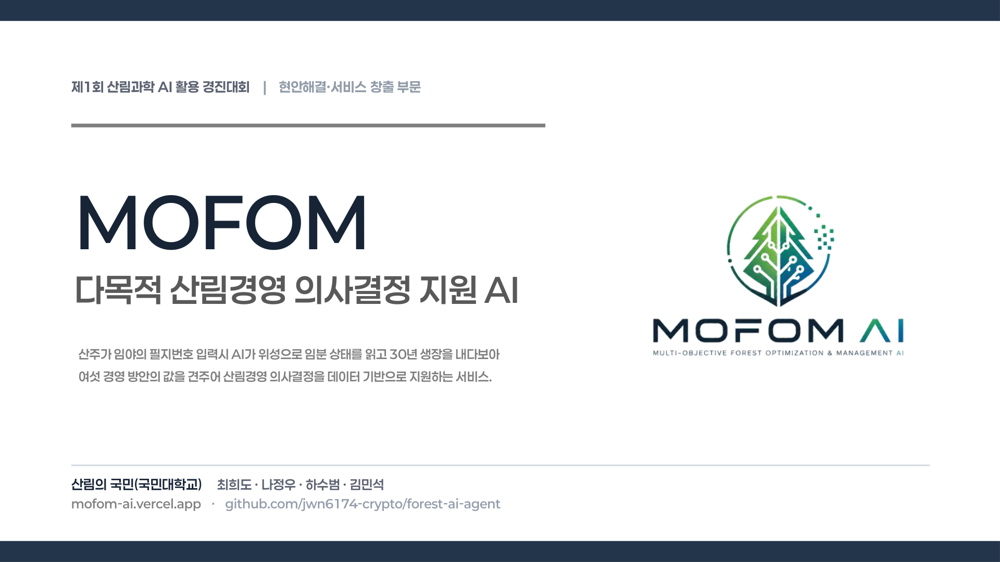 제1회 산림과학 AI 활용 경진대회 | 현안해결·서비스 창출 부문
MOFOM
다목적 산림경영 의사결정 지원 AI
산주가 임야의 필지번호 입력시 AI가 위성으로 임분 상태를 읽고 30년 생장을 내다보아
여섯 경영 방안의 값을 견주어 산림경영 의사결정을 데이터 기반으로 지원하는 서비스.
MOFOM AI
MULTI-OBJECTIVE FOREST OPTIMIZATION & MANAGEMENT AI
산림의 국민(국민대학교) 최희도 · 나정우 · 하수범 · 김민석
mofom-ai.vercel.app · github.com/jwn6174-crypto/forest-ai-agent